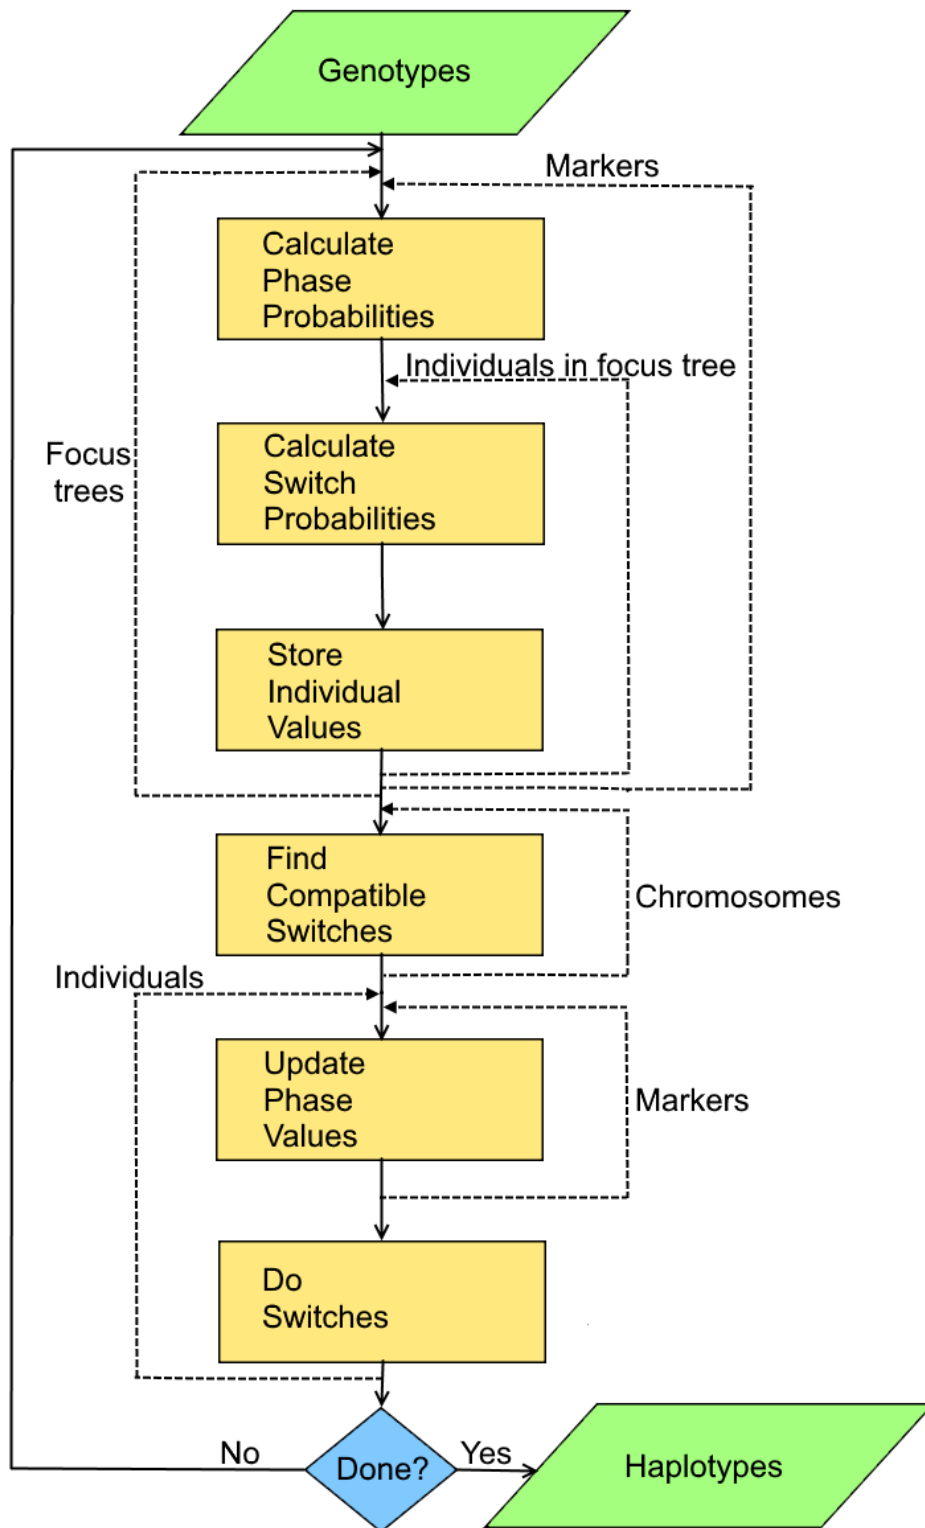 Genotypes
Markers
Calculate
Phase
Probabilities
Individuals in focus tree
Focus
trees
Calculate
Switch
Probabilities
Store
Individual
Values
Find
Compatible
Switches
Chromosomes
Individuals
Update
Phase
Values
Markers
Do
Switches
No
Done?
Yes
Haplotypes